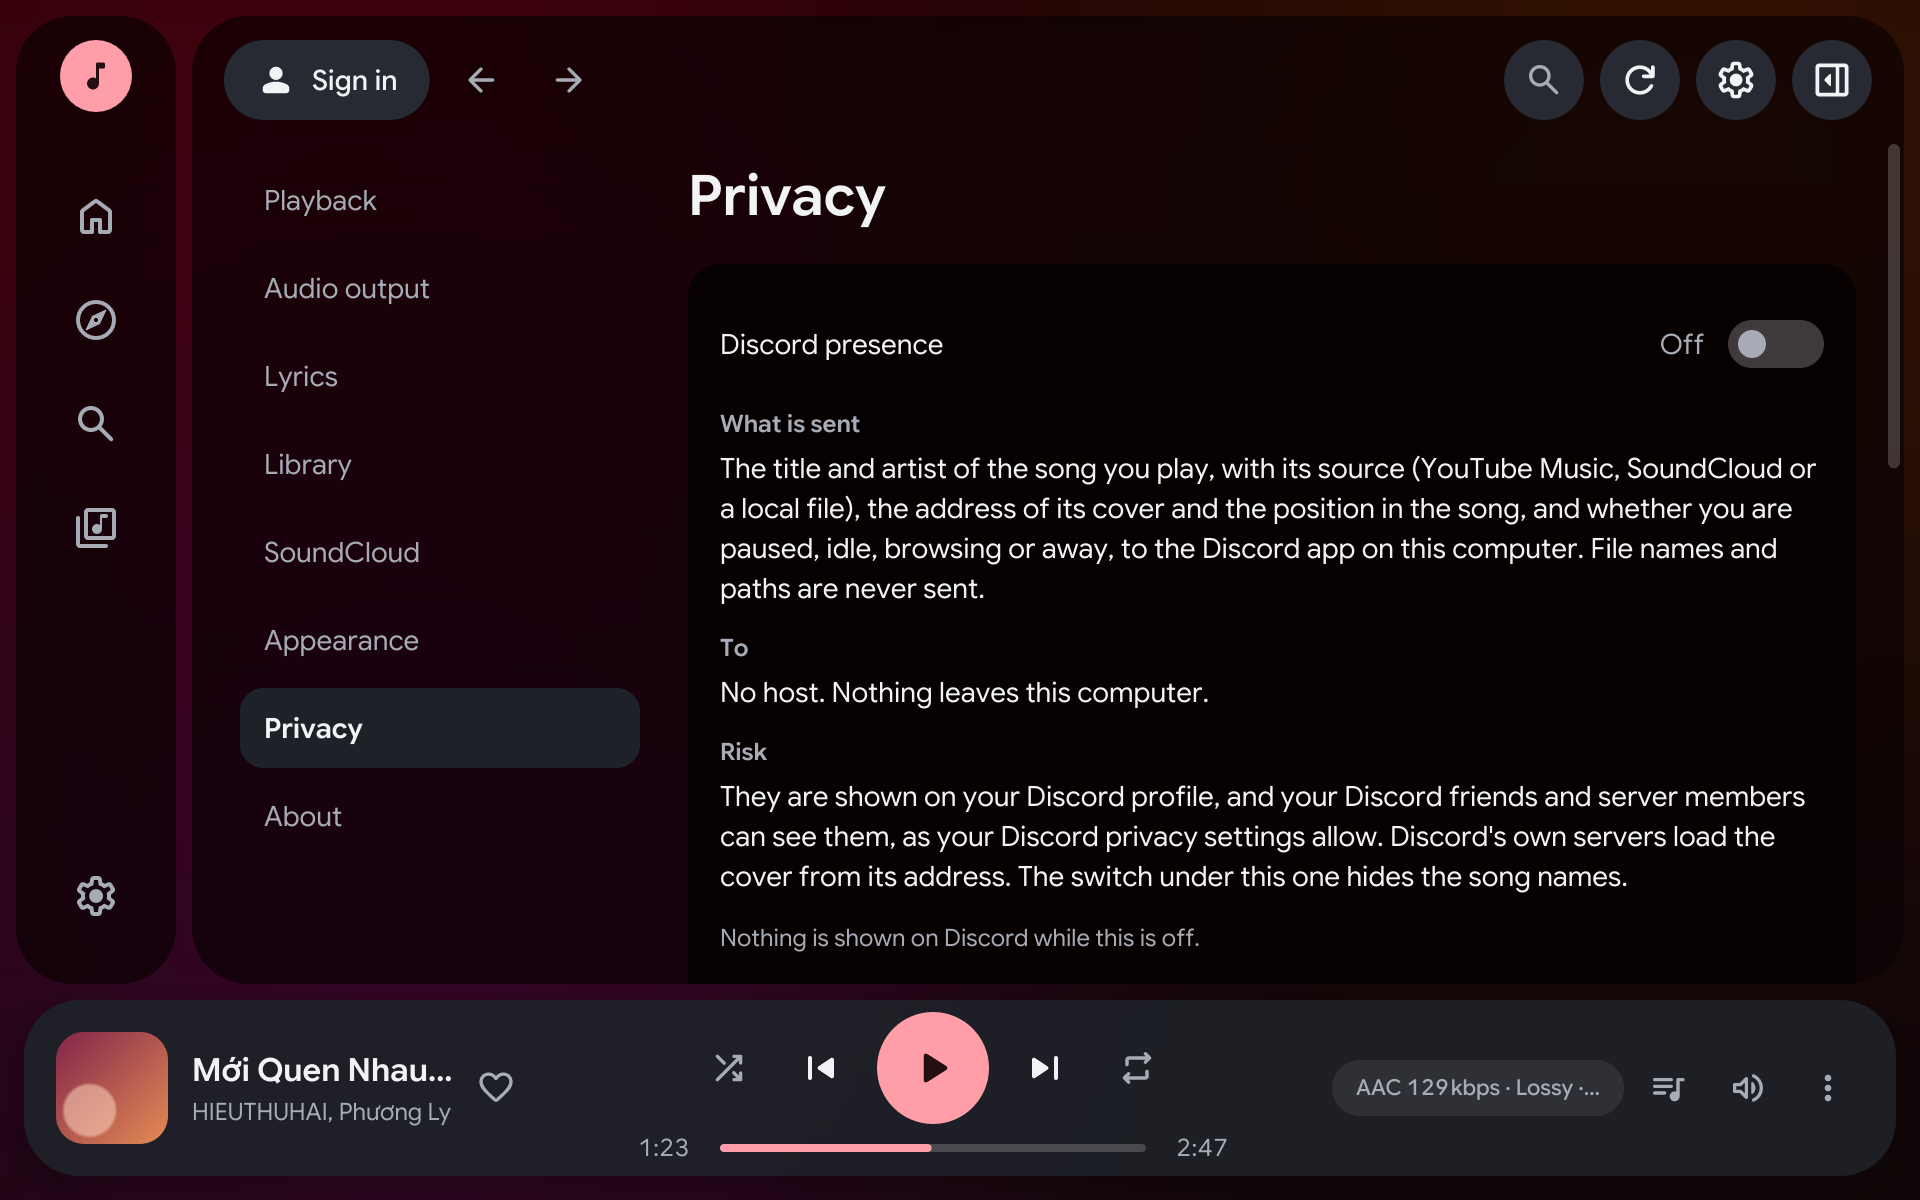 Sign in
Playback
Audio output
Lyrics
Library
SoundCloud
Appearance
Privacy
About
Privacy
Discord presence
Off
What is sent
The title and artist of the song you play, with its source (YouTube Music, SoundCloud or
a local file), the address of its cover and the position in the song, and whether you are
paused, idle, browsing or away, to the Discord app on this computer. File names and
paths are never sent.
To
No host. Nothing leaves this computer.
Risk
They are shown on your Discord profile, and your Discord friends and server members
can see them, as your Discord privacy settings allow. Discord's own servers load the
cover from its address. The switch under this one hides the song names.
Nothing is shown on Discord while this is off.
Mới Quen Nhau...
HIEUTHUHAI, Phương Ly
1:23
2:47
AAC 129kbps · Lossy ·...